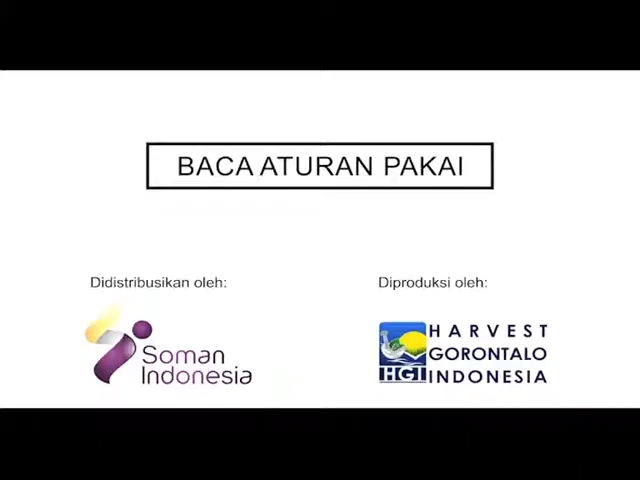 BACA ATURAN PAKAI
Didistribusikan oleh:
Diproduksi oleh:
Soman
Indonesia
HARVEST
GORONTALO
INDONESIA
HGI